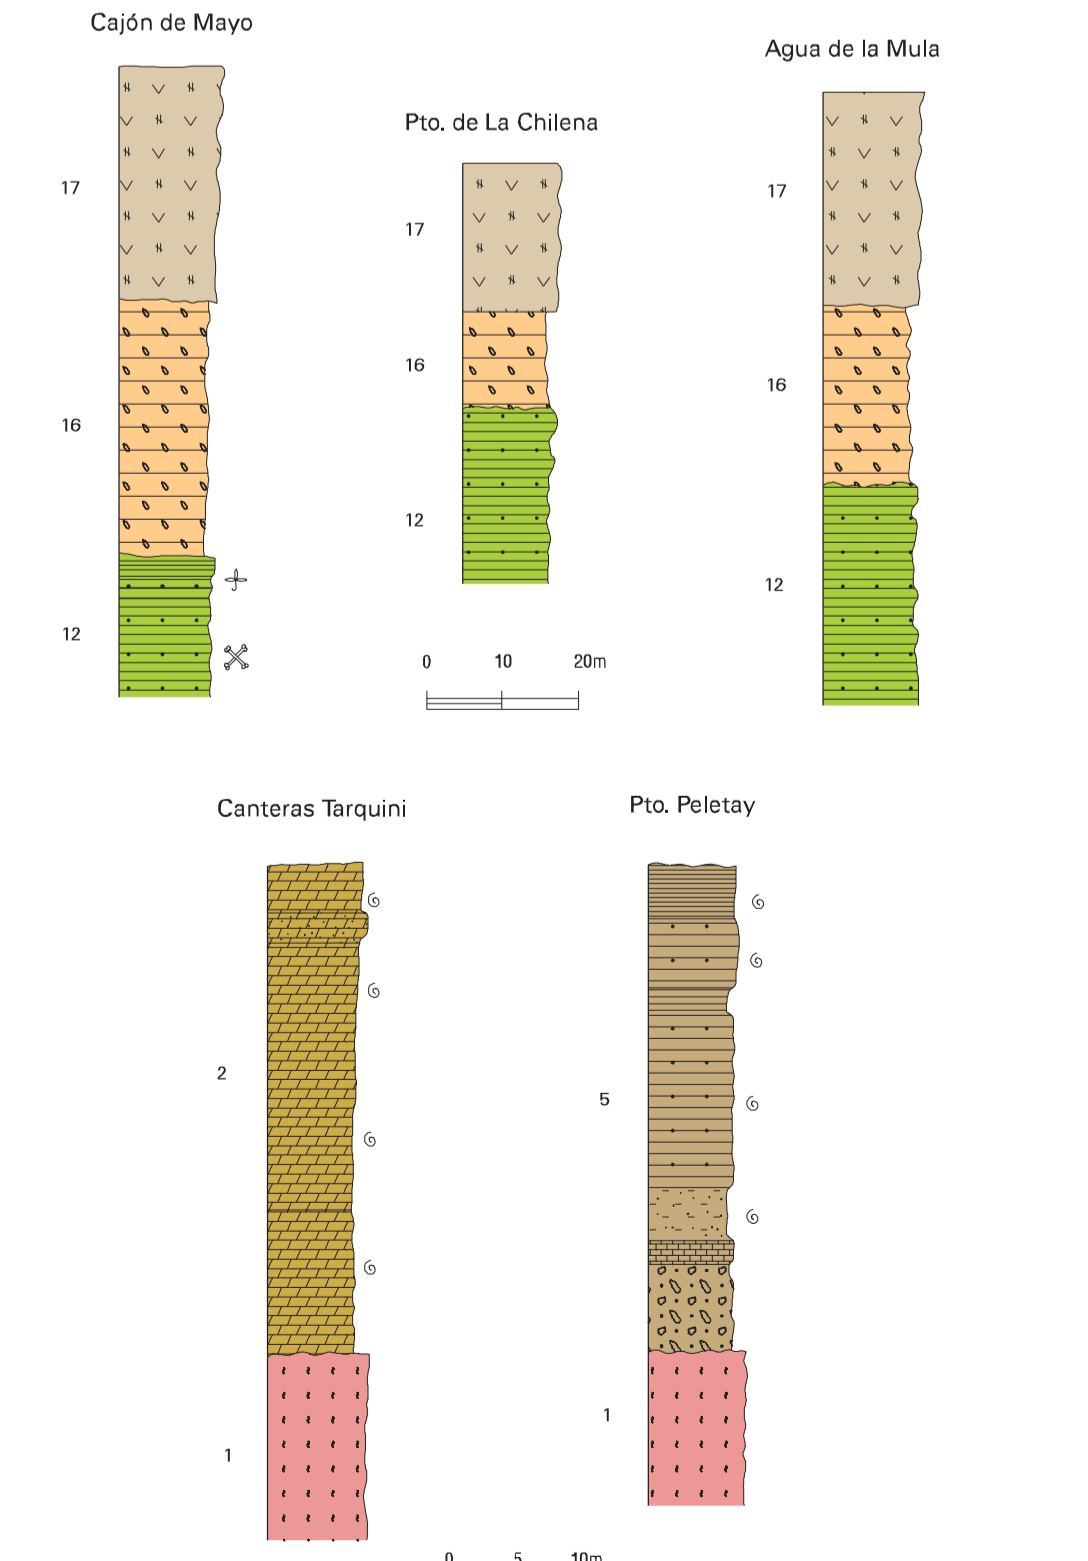 Cajón de Mayo
Agua de la Mula
Pto. de La Chilena
17
17
17
16
16
16
12
12
12
0 10 20m
Canteras Tarquini
Pto. Peletay
2
5
1
1
0 5 10m